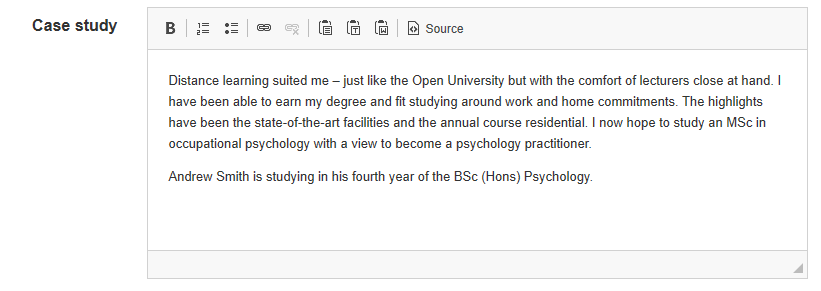 Case study
B Source
Distance learning suited me – just like the Open University but with the comfort of lecturers close at hand. I
have been able to earn my degree and fit studying around work and home commitments. The highlights
have been the state-of-the-art facilities and the annual course residential. I now hope to study an MSc in
occupational psychology with a view to become a psychology practitioner.
Andrew Smith is studying in his fourth year of the BSc (Hons) Psychology.